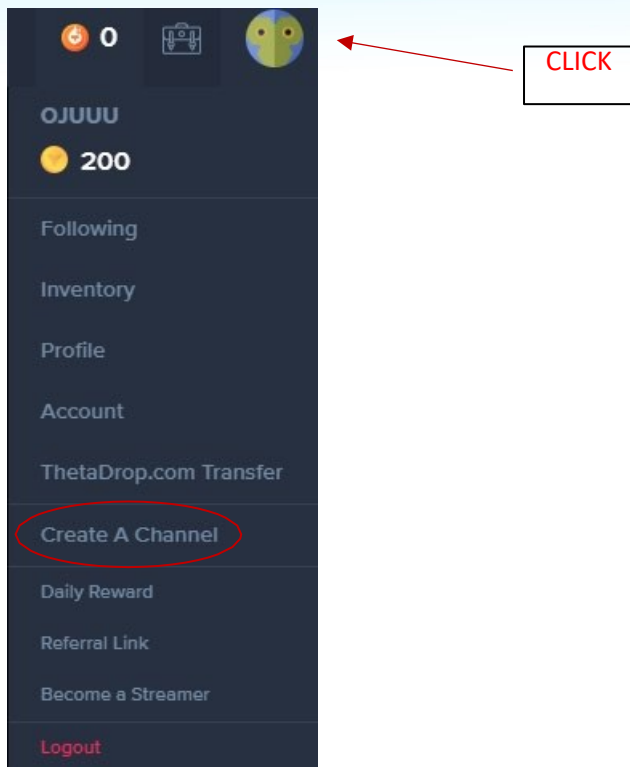 0
CLICK
OJUUU
200
Following
Inventory
Profile
Account
ThetaDrop.com Transfer
Create A Channel
Daily Reward
Referral Link
Become a Streamer
Logout